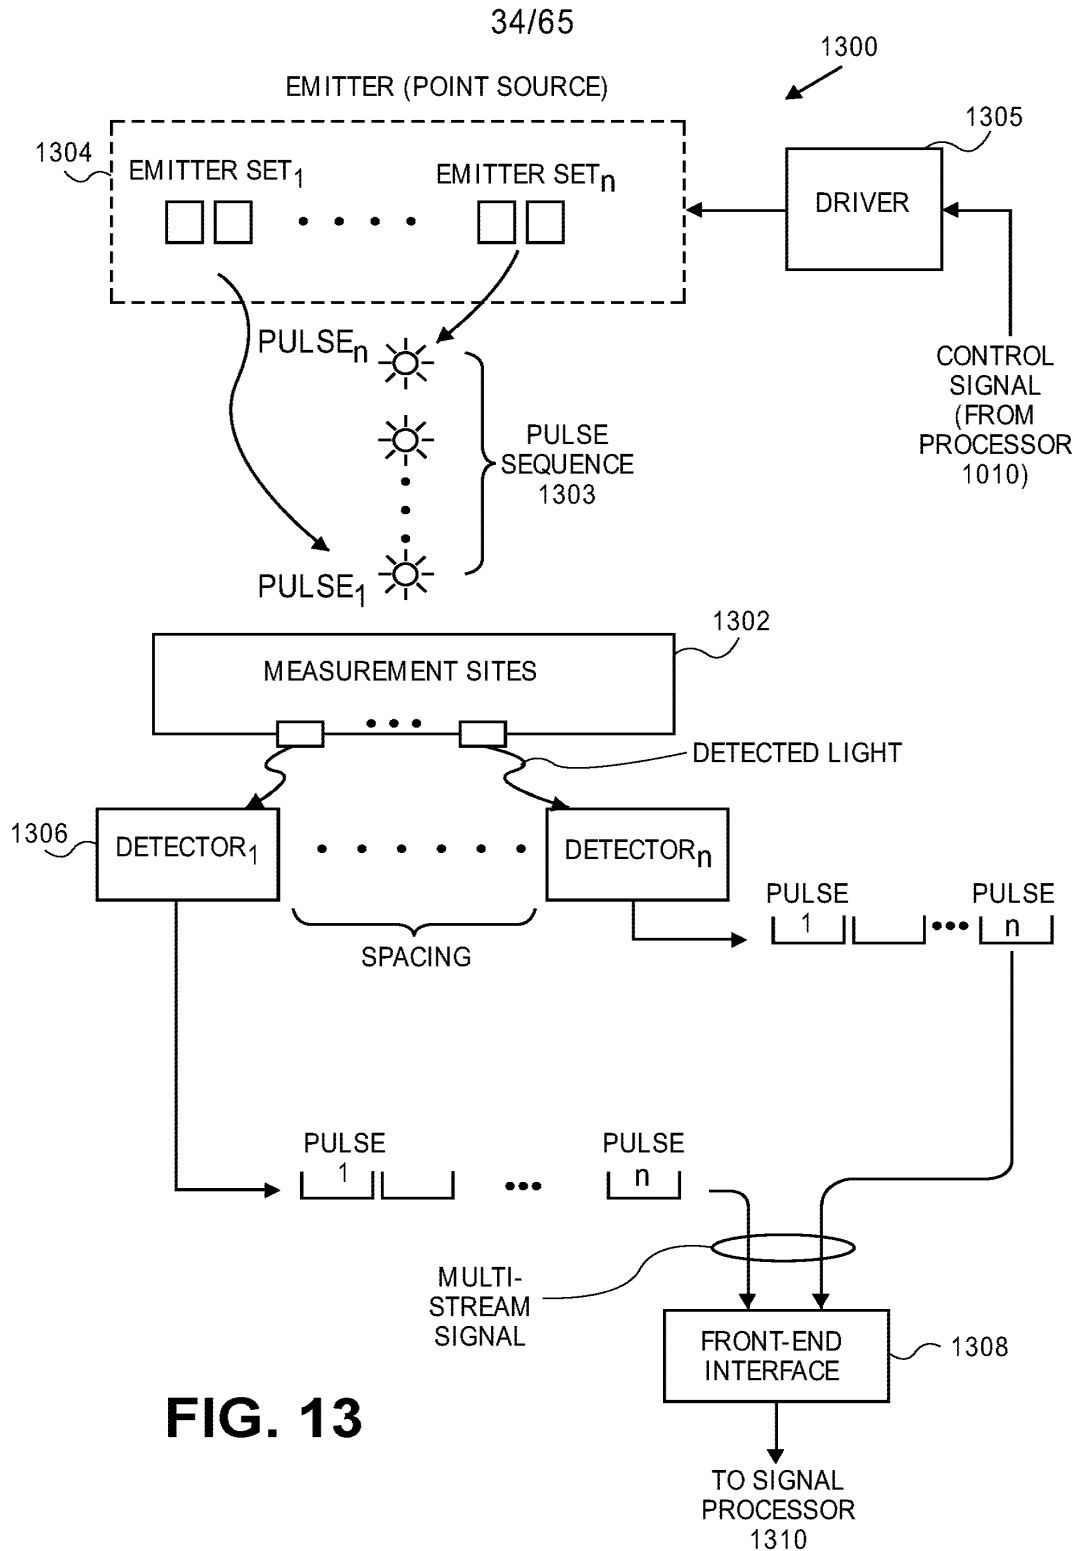 34/65
1300
EMITTER (POINT SOURCE)
1304
1305
EMITTER SET1
EMITTER SETn
DRIVER
PULSEn
CONTROL
SIGNAL
(FROM
PROCESSOR
1010)
PULSE
SEQUENCE
1303
PULSE1
1302
MEASUREMENT SITES
DETECTED LIGHT
1306
DETECTOR1
DETECTORn
SPACING
PULSE
1
PULSE
n
PULSE
1
PULSE
n
MULTI-
STREAM
SIGNAL
FRONT-END
INTERFACE
1308
FIG. 13
TO SIGNAL
PROCESSOR
1310